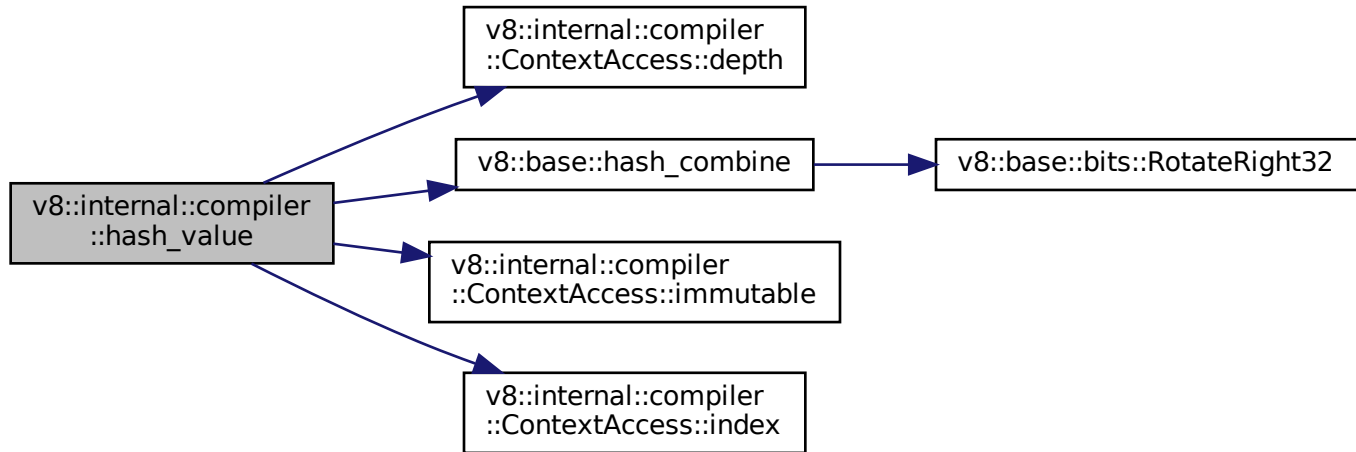 v8::internal::compiler
::hash_value
v8::internal::compiler
::ContextAccess::depth
v8::base::hash_combine
v8::base::bits::RotateRight32
v8::internal::compiler
::ContextAccess::immutable
v8::internal::compiler
::ContextAccess::index